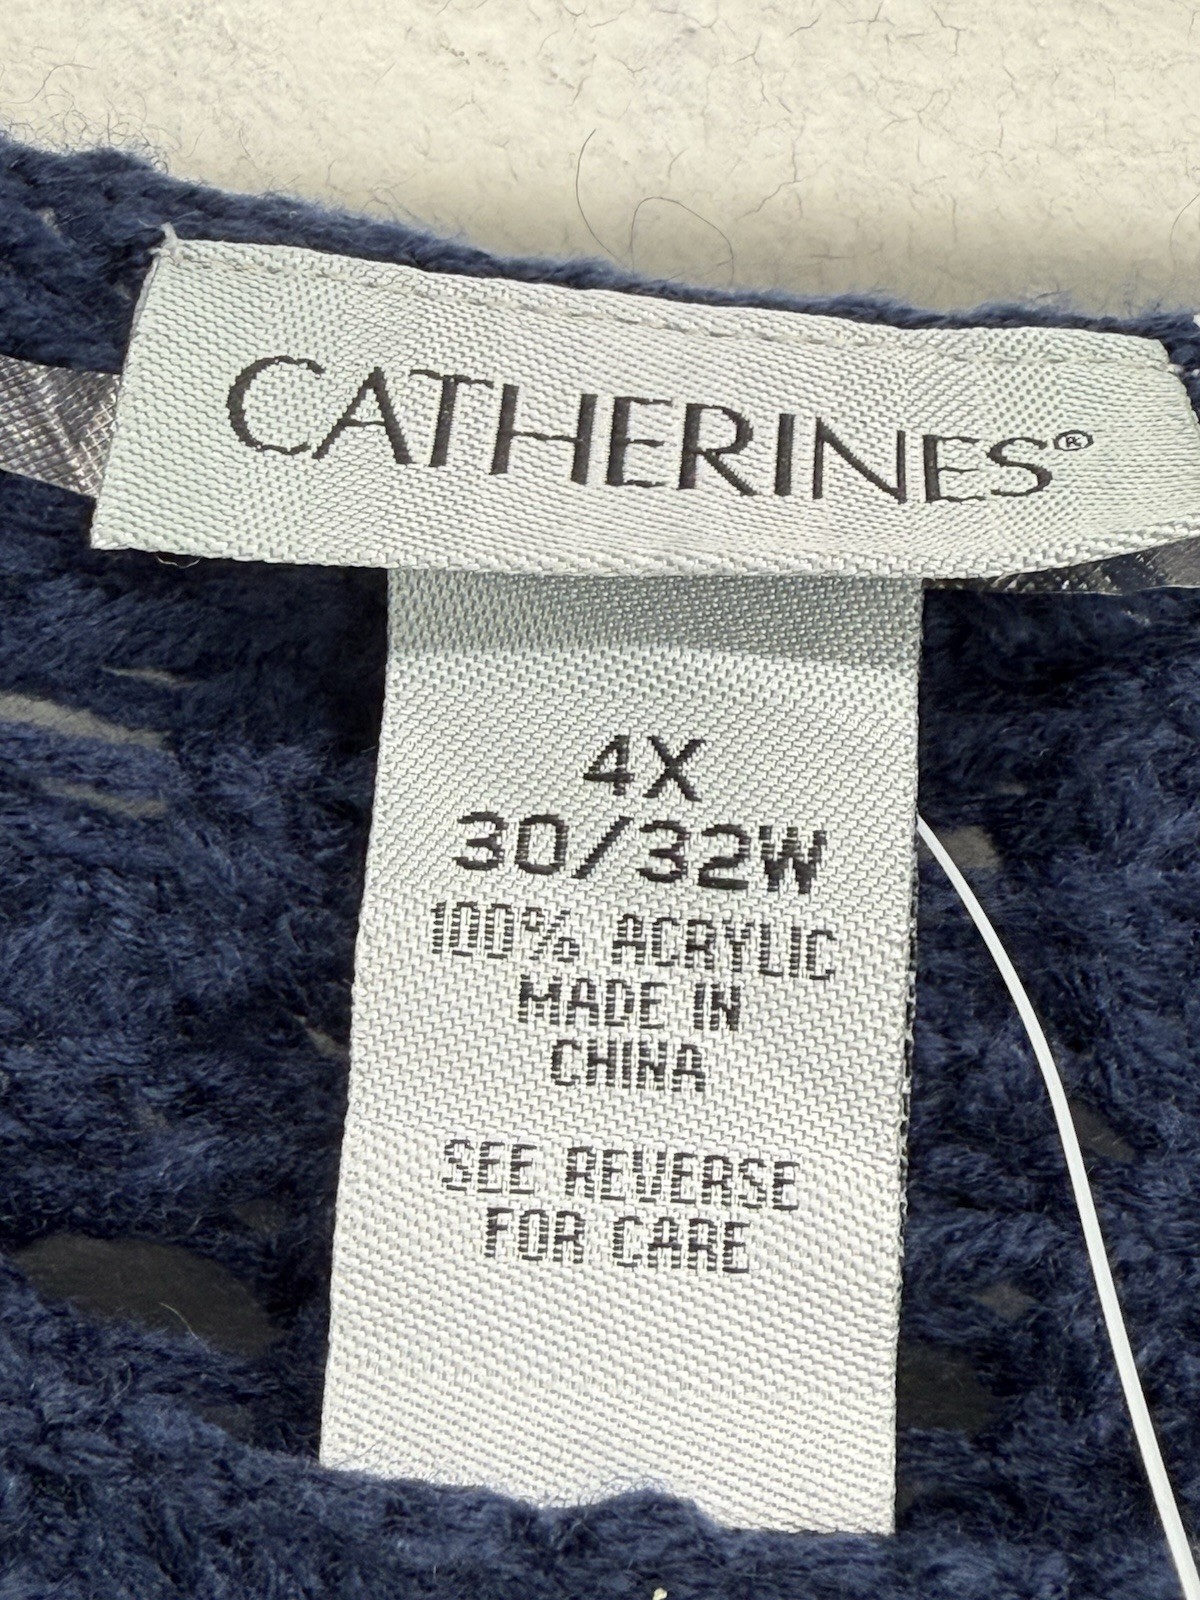 CATHERINES®
4X
30/32W
100% ACRYLIC
MADE IN
CHINA
SEE REVERSE
FOR CARE